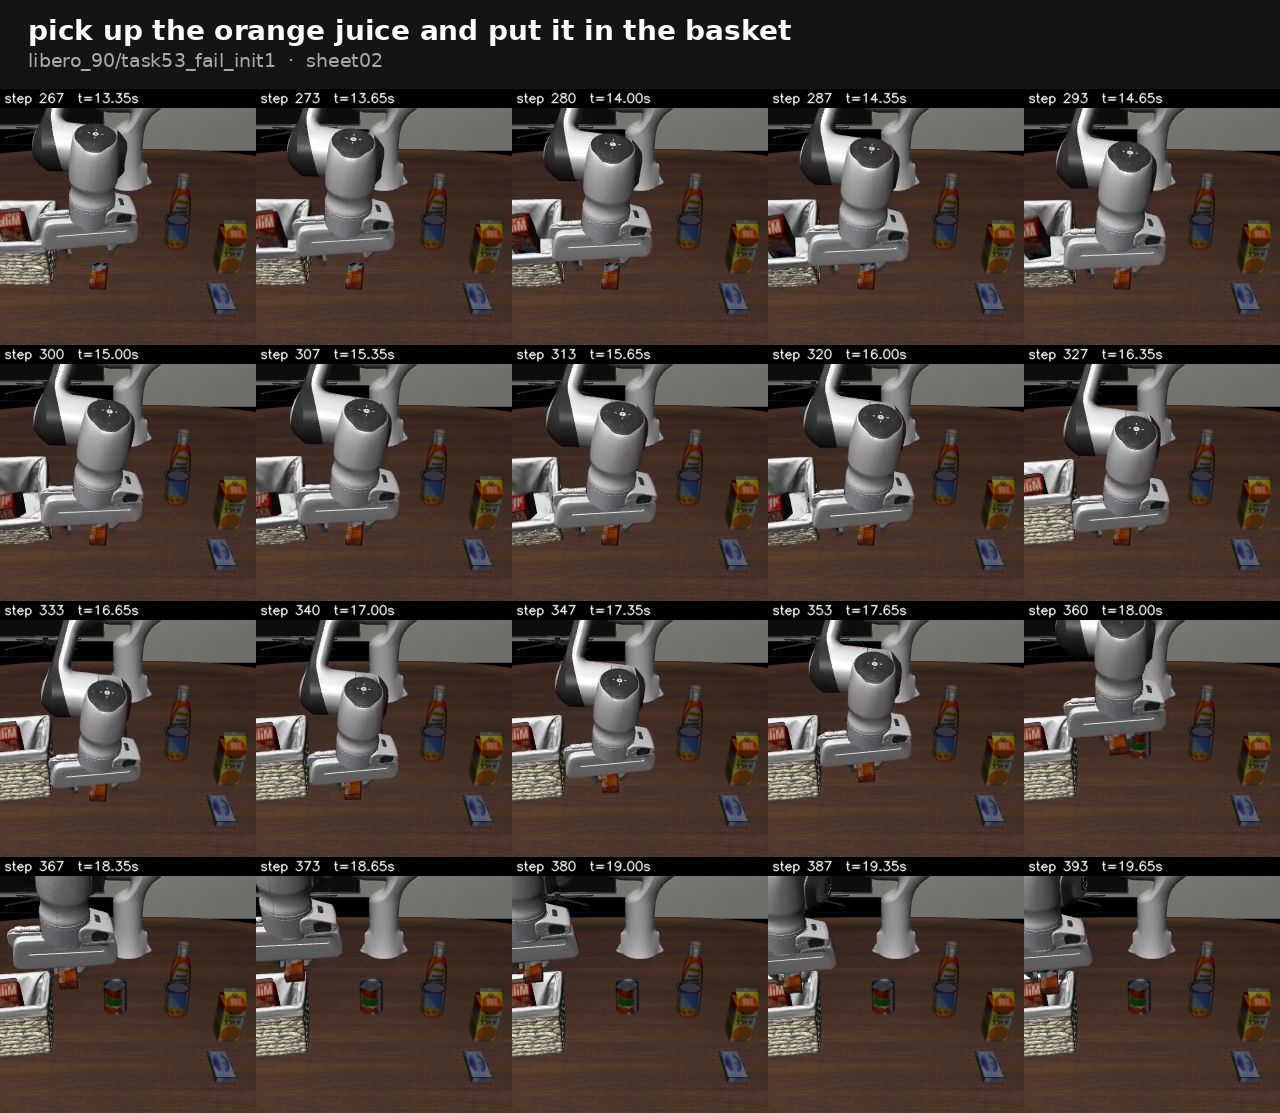 pick up the orange juice and put it in the basket
libero_90/task53_fail_init1 · sheet02
step 267 t=13.35s
step 273 t=13.65s
step 280 t=14.00s
step 287 t=14.35s
step 293 t=14.65s
step 300 t=15.00s
step 307 t=15.35s
step 313 t=15.65s
step 320 t=16.00s
step 327 t=16.35s
step 333 t=16.65s
step 340 t=17.00s
step 347 t=17.35s
step 353 t=17.65s
step 360 t=18.00s
step 367 t=18.35s
step 373 t=18.65s
step 380 t=19.00s
step 387 t=19.35s
step 393 t=19.65s